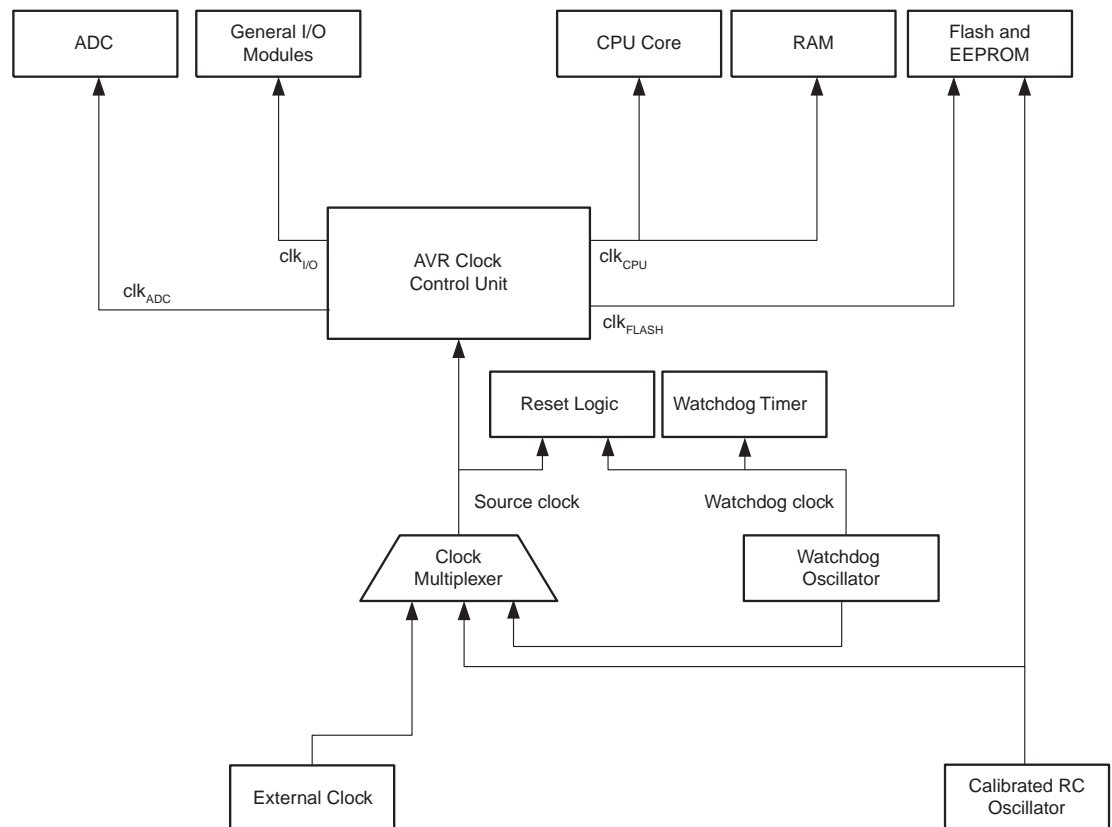 ADC
General I/O
Modules
CPU Core
RAM
Flash and
EEPROM
clkI/O
AVR Clock
Control Unit
clkCPU
clkADC
clkFLASH
Reset Logic
Watchdog Timer
Source clock
Watchdog clock
Clock
Multiplexer
Watchdog
Oscillator
External Clock
Calibrated RC
Oscillator